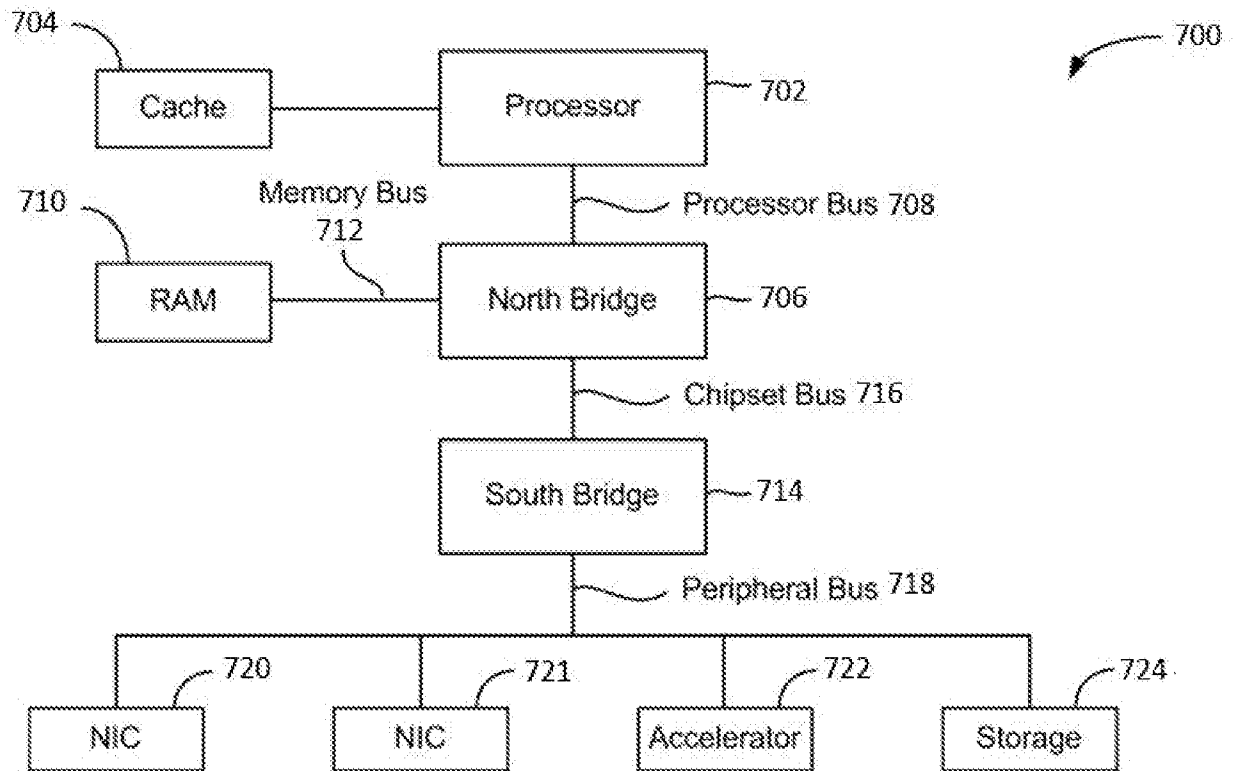 704
700
Cache
Processor
702
710
Memory Bus
712
Processor Bus 708
RAM
North Bridge
706
Chipset Bus 716
South Bridge
714
Peripheral Bus 718
720
721
722
724
NIC
NIC
Accelerator
Storage